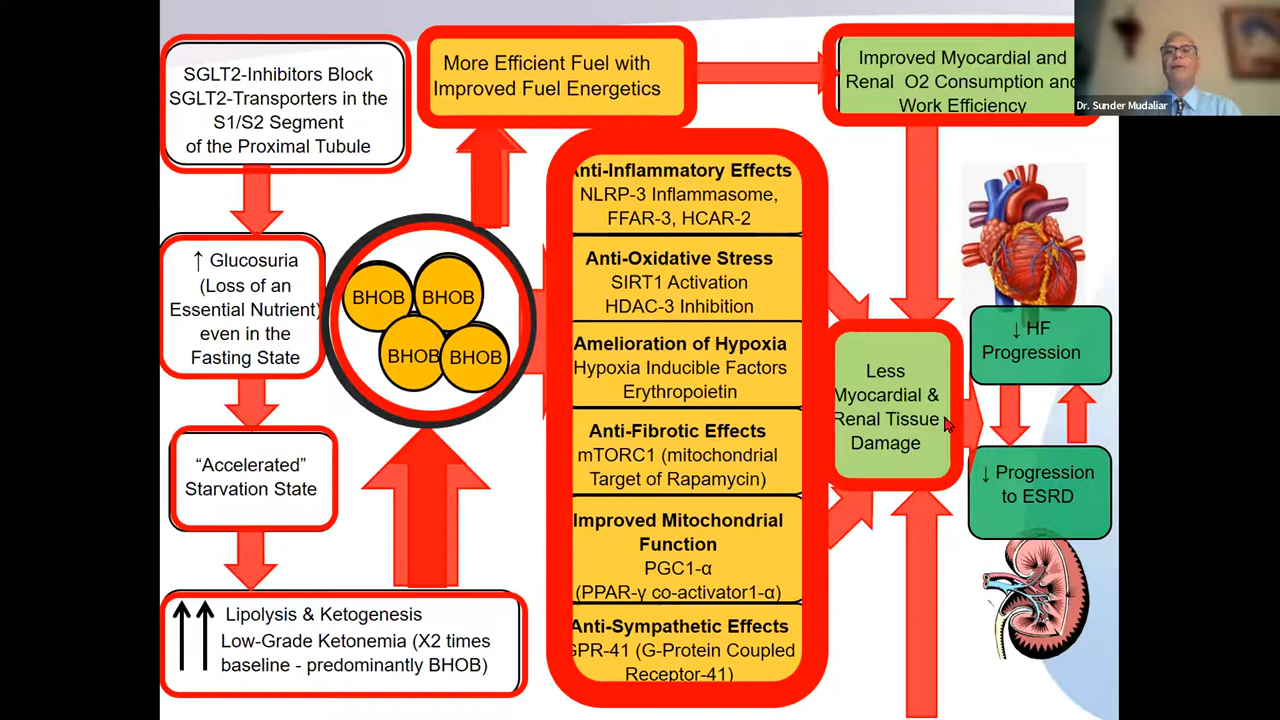 SGLT2-Inhibitors Block
SGLT2-Transporters in the
S1/S2 Segment
of the Proximal Tubule
↑ Glucosuria
(Loss of an
Essential Nutrient)
even in the
Fasting State
“Accelerated”
Starvation State
↑↑ Lipolysis & Ketogenesis
Low-Grade Ketonemia (X2 times
baseline - predominantly BHOB)
BHOB BHOB
BHOB BHOB
More Efficient Fuel with
Improved Fuel Energetics
Anti-Inflammatory Effects
NLRP-3 Inflammasome,
FFAR-3, HCAR-2
Anti-Oxidative Stress
SIRT1 Activation
HDAC-3 Inhibition
Amelioration of Hypoxia
Hypoxia Inducible Factors
Erythropoietin
Anti-Fibrotic Effects
mTORC1 (mitochondrial
Target of Rapamycin)
Improved Mitochondrial
Function
PGC1-α
(PPAR-γ co-activator1-α)
Anti-Sympathetic Effects
GPR-41 (G-Protein Coupled
Receptor-41)
Improved Myocardial and
Renal O2 Consumption and
Work Efficiency
Less
Myocardial &
Renal Tissue
Damage
↓ HF
Progression
↓ Progression
to ESRD
Dr. Sunder Mudaliar